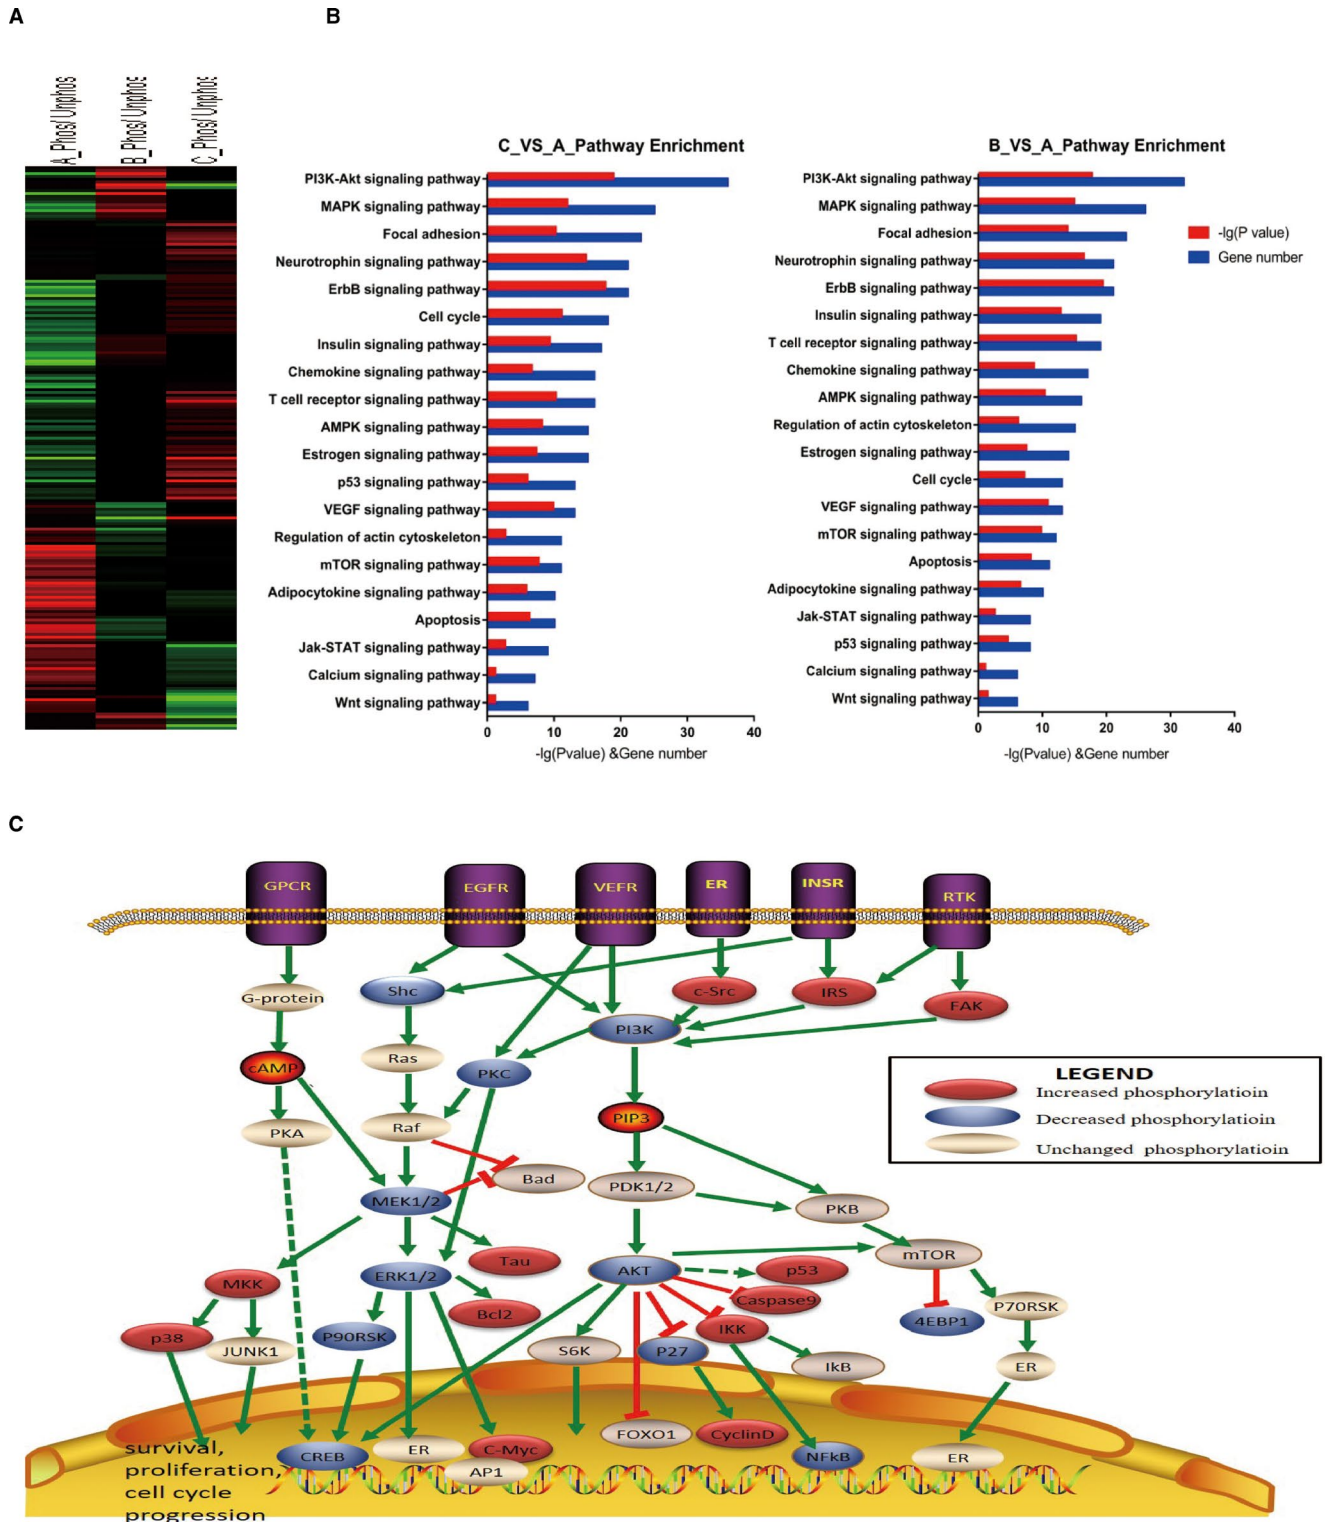 A
B
A_Phos/Unphos
B_Phos/Unphos
C_Phos/Unphos
C_VS_A_Pathway Enrichment
PI3K-Akt signaling pathway
MAPK signaling pathway
Focal adhesion
Neurotrophin signaling pathway
ErbB signaling pathway
Cell cycle
Insulin signaling pathway
Chemokine signaling pathway
T cell receptor signaling pathway
AMPK signaling pathway
Estrogen signaling pathway
p53 signaling pathway
VEGF signaling pathway
Regulation of actin cytoskeleton
mTOR signaling pathway
Adipocytokine signaling pathway
Apoptosis
Jak-STAT signaling pathway
Calcium signaling pathway
Wnt signaling pathway
0 10 20 30 40
-lg(Pvalue) &Gene number
B_VS_A_Pathway Enrichment
PI3K-Akt signaling pathway
MAPK signaling pathway
Focal adhesion
Neurotrophin signaling pathway
ErbB signaling pathway
Insulin signaling pathway
T cell receptor signaling pathway
Chemokine signaling pathway
AMPK signaling pathway
Regulation of actin cytoskeleton
Estrogen signaling pathway
Cell cycle
VEGF signaling pathway
mTOR signaling pathway
Apoptosis
Adipocytokine signaling pathway
Jak-STAT signaling pathway
p53 signaling pathway
Calcium signaling pathway
Wnt signaling pathway
0 10 20 30 40
-lg(Pvalue) &Gene number
-lg(P value)
Gene number
C
GPCR
EGFR
VEFR
ER
INSR
RTK
G-protein
Shc
c-Src
IRS
FAK
PI3K
cAMP
Ras
PKC
LEGEND
Increased phosphorylatioin
Decreased phosphorylatioin
Unchanged phosphorylatioin
PKA
Raf
PIP3
Bad
PDK1/2
MEK1/2
PKB
mTOR
Tau
MKK
ERK1/2
AKT
p53
Caspase9
Bcl2
P70RSK
4EBP1
p38
JUNK1
P90RSK
IKK
S6K
P27
IkB
ER
FOXO1
CyclinD
survival,
proliferation,
cell cycle
progression
CREB
ER
C-Myc
AP1
NFkB
ER